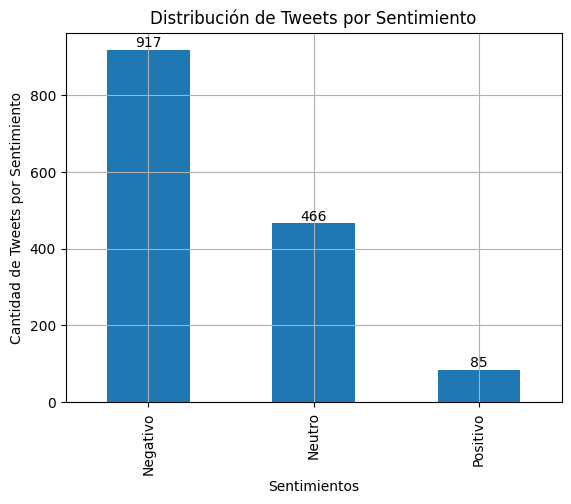 Distribución de Tweets por Sentimiento
917
800
Cantidad de Tweets por Sentimiento
600
466
400
200
85
0
Negativo
Neutro
Positivo
Sentimientos